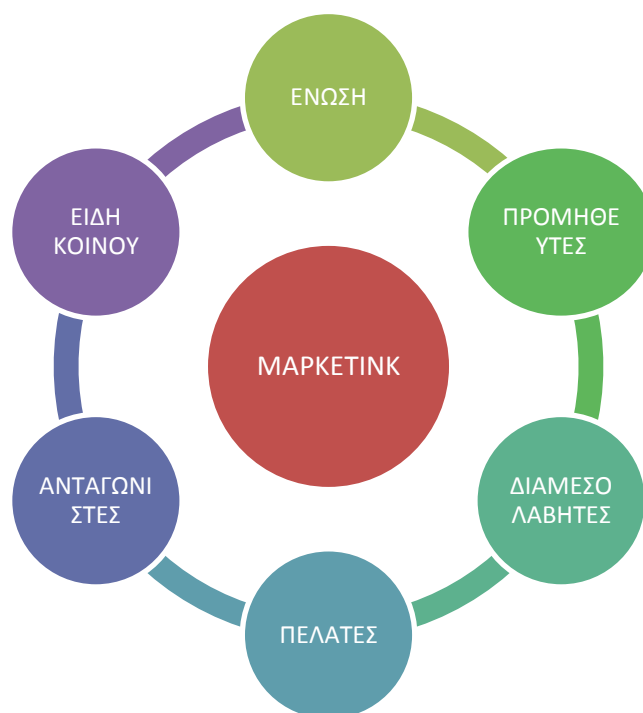 ΕΝΩΣΗ
ΠΡΟΜΗΘΕ
ΥΤΕΣ
ΔΙΑΜΕΣΟ
ΛΑΒΗΤΕΣ
ΠΕΛΑΤΕΣ
ΑΝΤΑΓΩΝΙ
ΣΤΕΣ
ΕΙΔΗ
ΚΟΙΝΟΥ
ΜΑΡΚΕΤΙΝΚ